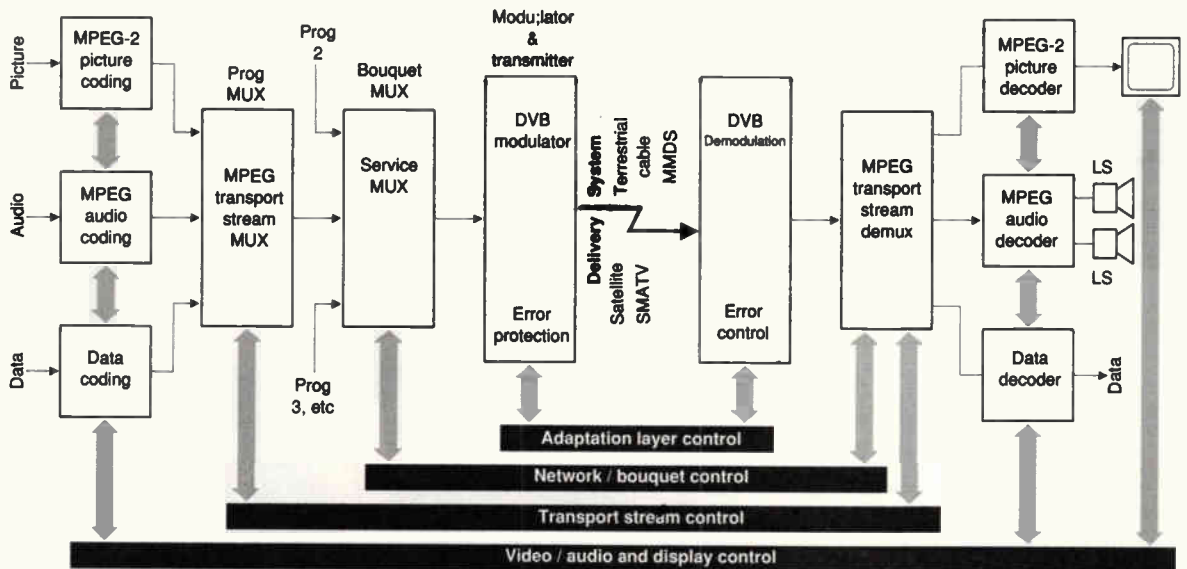 Picture
MPEG-2
picture
coding
Audio
MPEG
audio
coding
Data
Data
coding
Prog
MUX
MPEG
transport
stream
MUX
Prog
2
Bouquet
MUX
Service
MUX
Prog
3, etc
Modu;lator
&
transmitter
DVB
modulator
Error
protection
Delivery System
Terrestrial
cable
MMDS
Satellite
SMATV
DVB
Demodulation
Error
control
MPEG
transport
stream
demux
MPEG-2
picture
decoder
MPEG
audio
decoder
LS
LS
Data
decoder
Data
Adaptation layer control
Network / bouquet control
Transport stream control
Video / audio and display control